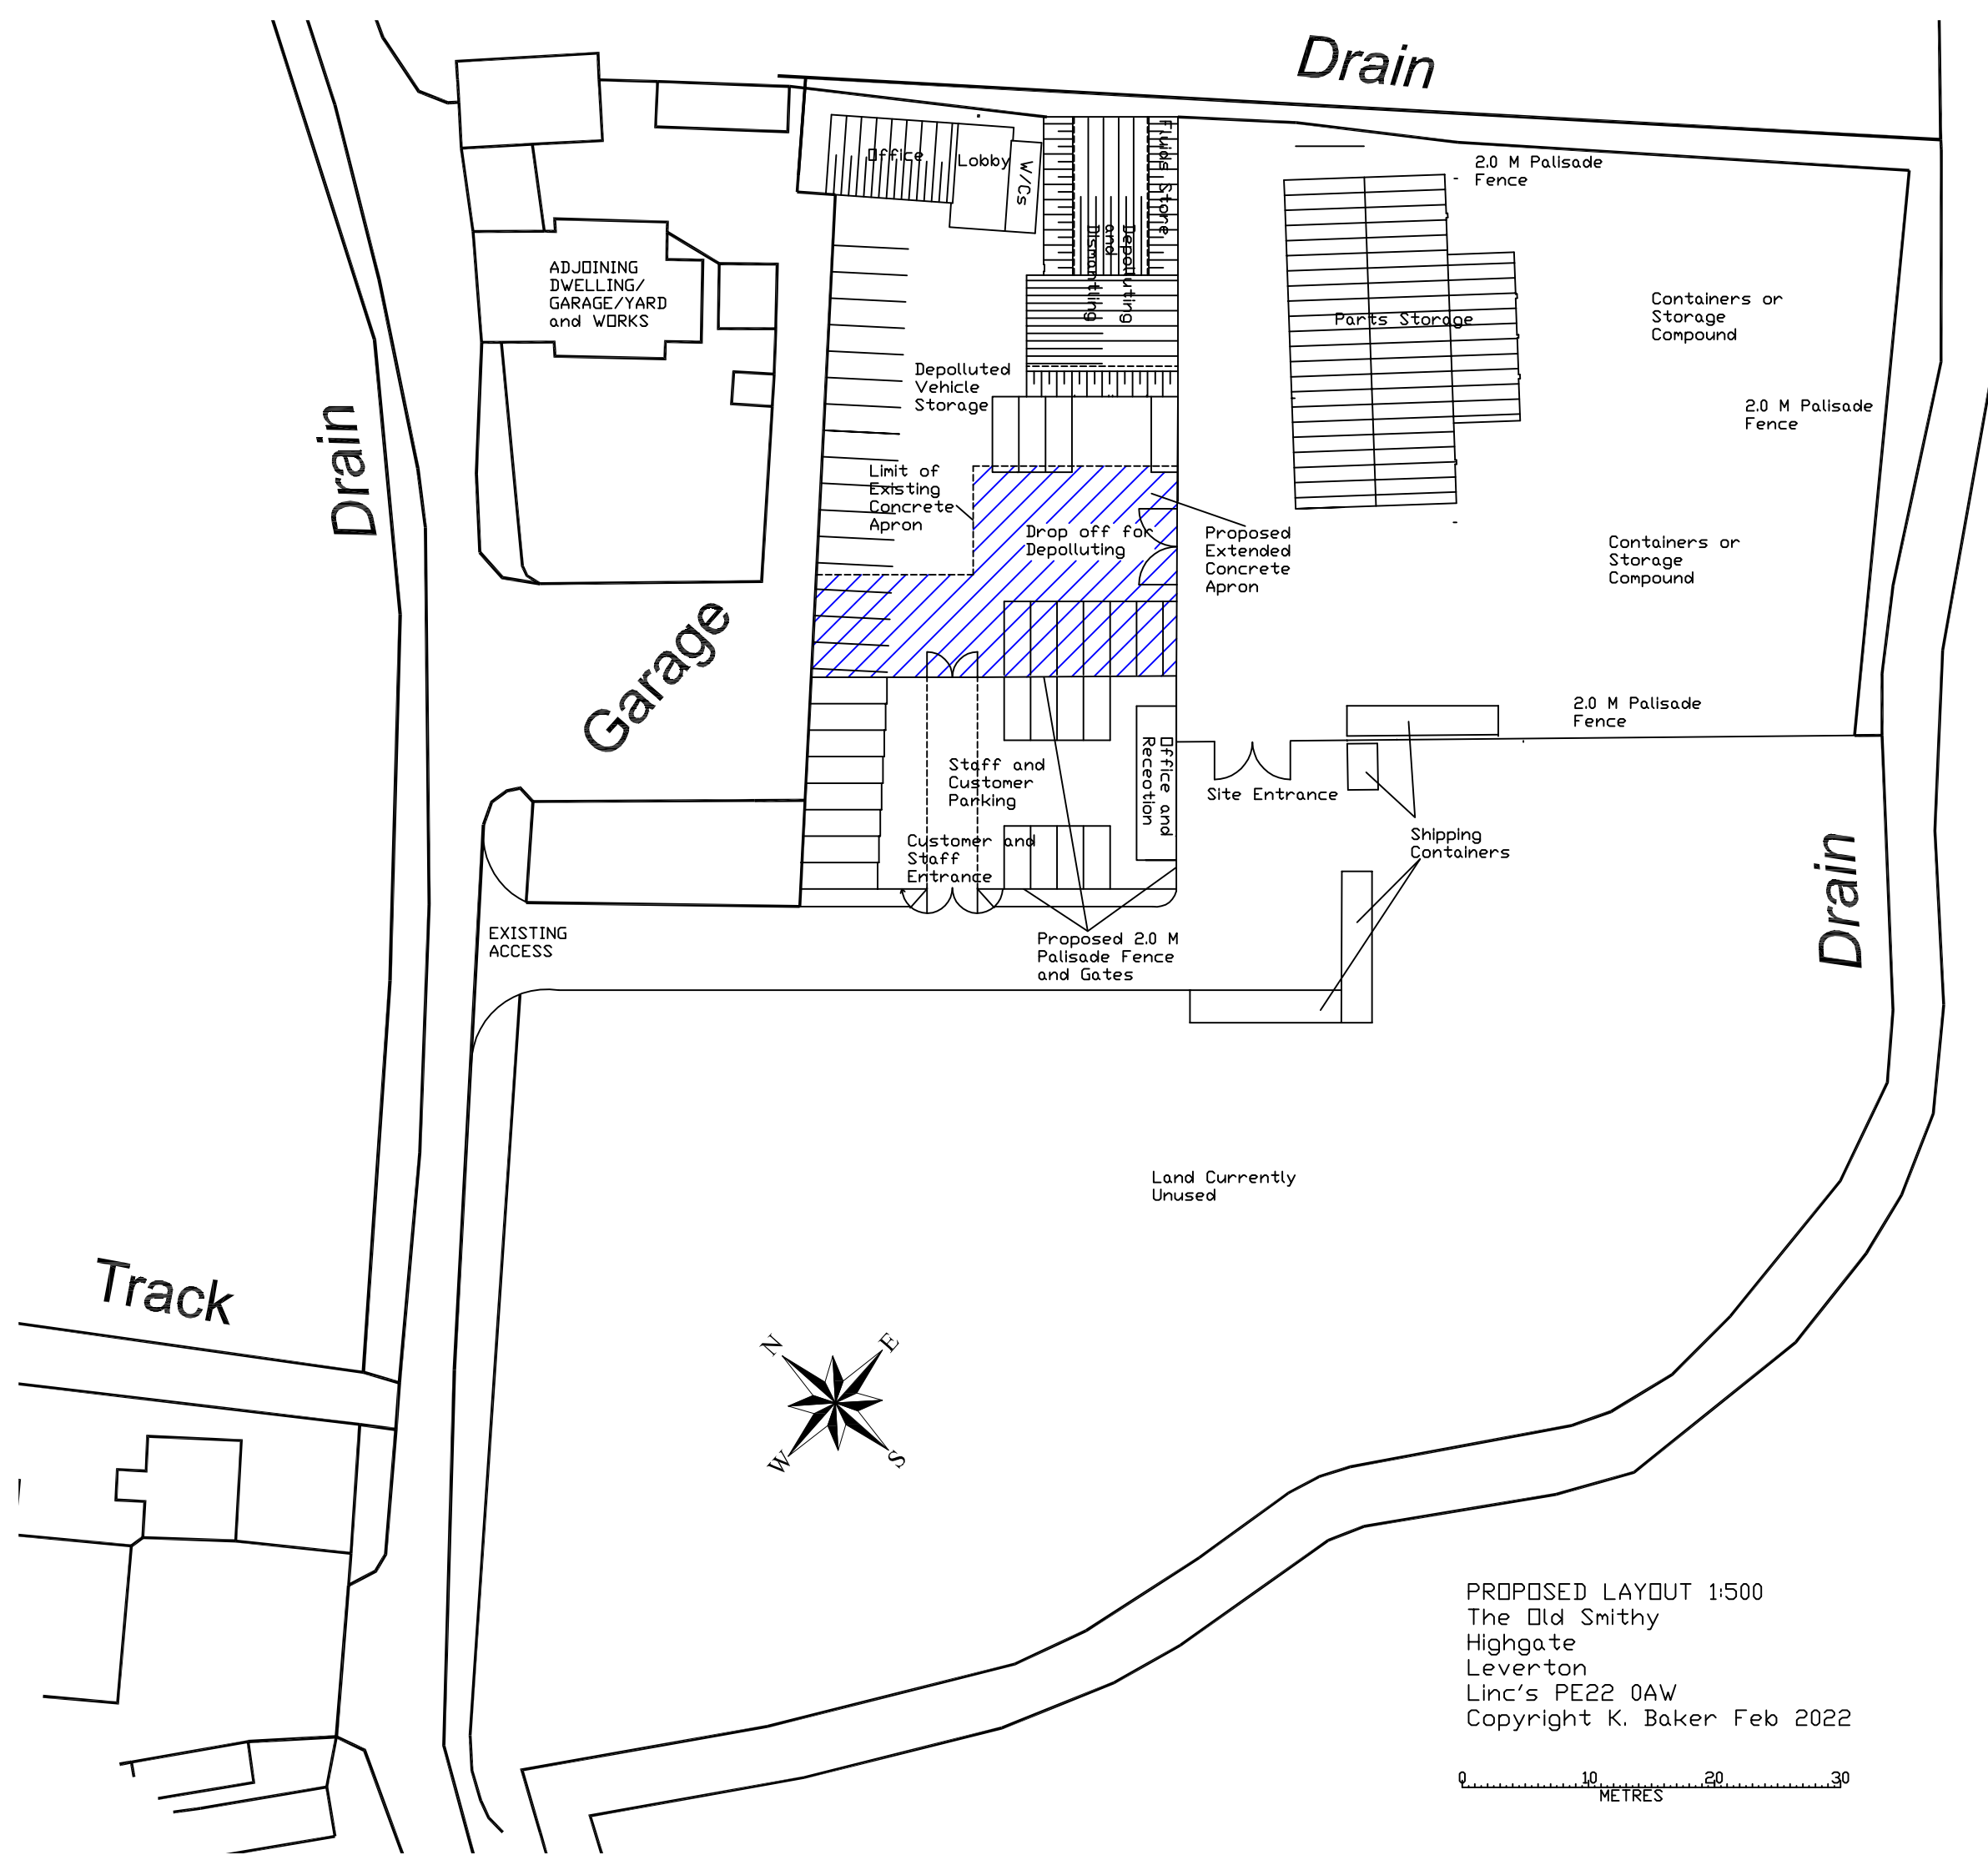 Drain
Office
Lobby
W/Cs
Fluids Store
Depolluting
and
Dismantling
2.0 M Palisade
Fence
ADJOINING
DWELLING/
GARAGE/YARD
and WORKS
Containers or
Storage
Compound
Parts Storage
Depolluted
Vehicle
Storage
2.0 M Palisade
Fence
Drain
Limit of
Existing
Concrete
Apron
Drop off for
Depolluting
Proposed
Extended
Concrete
Apron
Containers or
Storage
Compound
Garage
2.0 M Palisade
Fence
Office and
Reception
Staff and
Customer
Parking
Site Entrance
Customer and
Staff
Entrance
Shipping
Containers
Drain
EXISTING
ACCESS
Proposed 2.0 M
Palisade Fence
and Gates
Land Currently
Unused
Track
N
E
W
S
PROPOSED LAYOUT 1:500
The Old Smithy
Highgate
Leverton
Linc's PE22 0AW
Copyright K. Baker Feb 2022
0 10 20 30
METRES